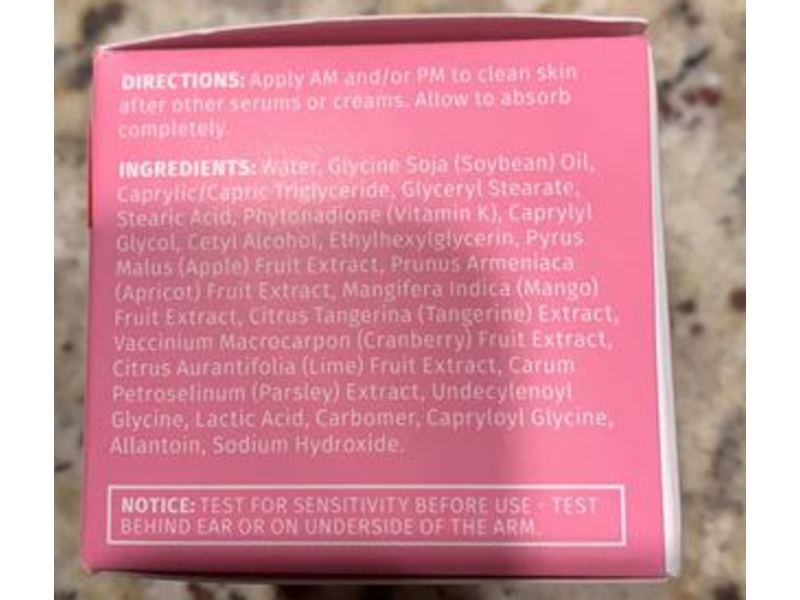 DIRECTIONS: Apply AM and/or PM to clean skin
after other serums or creams. Allow to absorb
completely.
INGREDIENTS: Water, Glycine Soja (Soybean) Oil,
Caprylic/Capric Triglyceride, Glyceryl Stearate,
Stearic Acid, Phytonadione (Vitamin K), Caprylyl
Glycol, Cetyl Alcohol, Ethylhexylglycerin, Pyrus
Malus (Apple) Fruit Extract, Prunus Armeniaca
(Apricot) Fruit Extract, Mangifera Indica (Mango)
Fruit Extract, Citrus Tangerina (Tangerine) Extract,
Vaccinium Macrocarpon (Cranberry) Fruit Extract,
Citrus Aurantifolia (Lime) Fruit Extract, Carum
Petroselinum (Parsley) Extract, Undecylenoyl
Glycine, Lactic Acid, Carbomer, Capryloyl Glycine,
Allantoin, Sodium Hydroxide.
NOTICE: TEST FOR SENSITIVITY BEFORE USE - TEST
BEHIND EAR OR ON UNDERSIDE OF THE ARM.